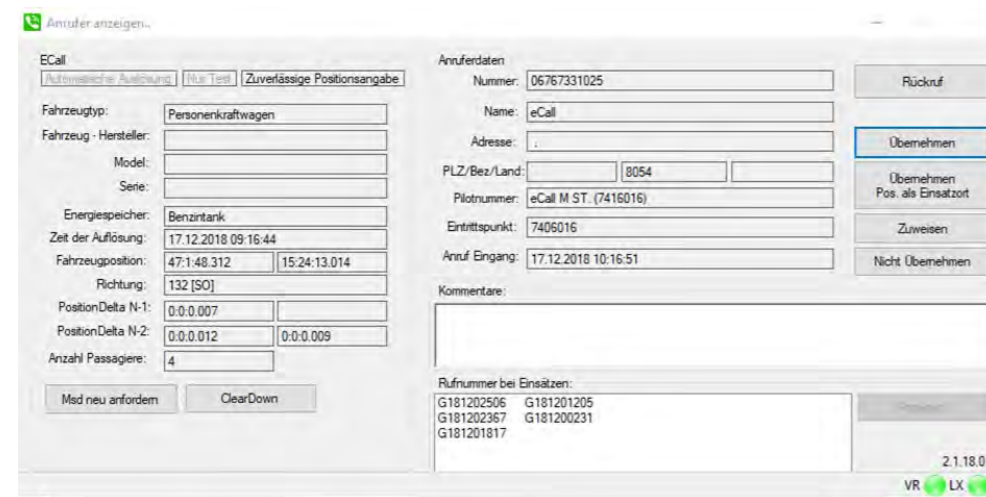 Anrufer anzeigen..
ECall
Automatische Auslösung Nur Test Zuverlässige Positionsangabe
Fahrzeugtyp: Personenkraftwagen
Fahrzeug - Hersteller:
Model:
Serie:
Energiespeicher: Benzintank
Zeit der Auflösung: 17.12.2018 09:16:44
Fahrzeugposition: 47:1:48.312 15:24:13.014
Richtung: 132 [SO]
PositionDelta N-1: 0:0:0.007
PositionDelta N-2: 0:0:0.012 0:0:0.009
Anzahl Passagiere: 4
Msd neu anfordern ClearDown
Anruferdaten
Nummer: 06767331025
Name: eCall
Adresse: .
PLZ/Bez/Land: 8054
Pilotnummer: eCall M ST. (7416016)
Eintrittspunkt: 7406016
Anruf Eingang: 17.12.2018 10:16:51
Kommentare:
Rufnummer bei Einsätzen:
G181202506 G181201205
G181202367 G181200231
G181201817
Rückruf
Übernehmen
Übernehmen
Pos. als Einsatzort
Zuweisen
Nicht Übernehmen
2.1.18.0
VR LX